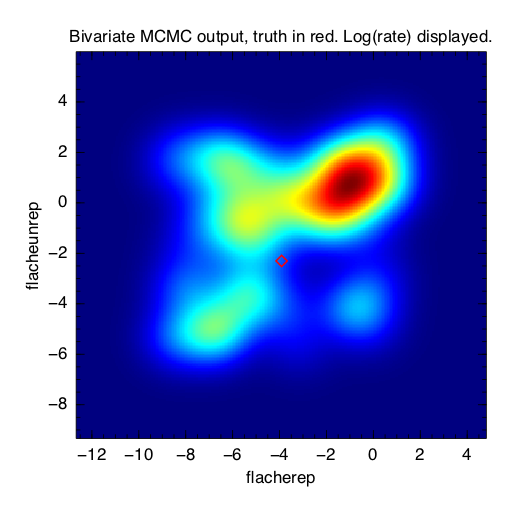 Bivariate MCMC output, truth in red. Log(rate) displayed.
4
2
0
−2
−4
−6
−8
flacheunrep
−12 −10 −8 −6 −4 −2 0 2 4
flacherep